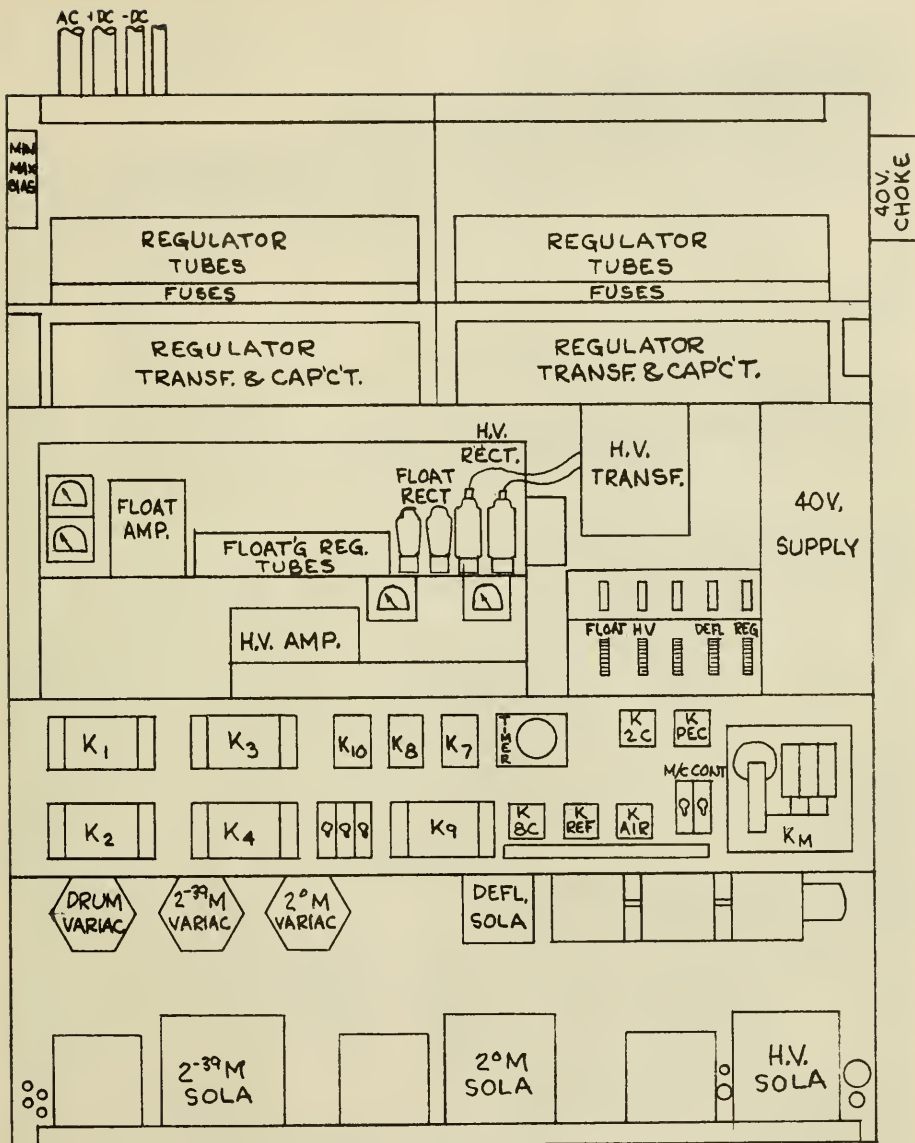 AC +DC -DC
MIN
MAX
BIAS
40V.
CHOKE
REGULATOR
TUBES
FUSES
REGULATOR
TUBES
FUSES
REGULATOR
TRANSF. & CAP'C'T.
REGULATOR
TRANSF. & CAP'C'T.
FLOAT
AMP.
FLOAT'G REG.
TUBES
FLOAT
RECT
H.V.
RECT.
H.V.
TRANSF.
40V.
SUPPLY
H.V. AMP.
FLOAT HV DEFL REG
K1
K3
K10
K8
K7
TIMER
K
2C
K
PEC
M/C CONT
K2
K4
K9
K
8C
K
REF
K
AIR
KM
DRUM
VARIAC
2⁻³⁹M
VARIAC
2⁰M
VARIAC
DEFL.
SOLA
2⁻³⁹M
SOLA
2⁰M
SOLA
H.V.
SOLA